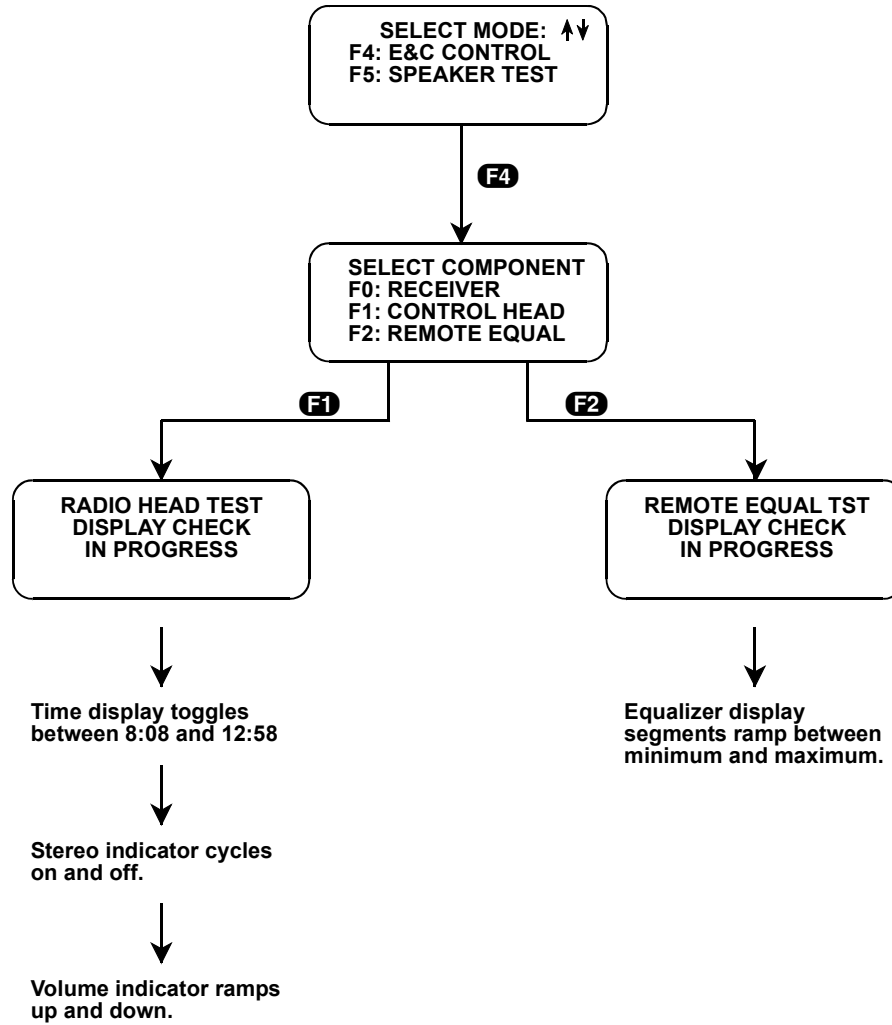 SELECT MODE:
F4: E&C CONTROL
F5: SPEAKER TEST
F4
SELECT COMPONENT
F0: RECEIVER
F1: CONTROL HEAD
F2: REMOTE EQUAL
F1
F2
RADIO HEAD TEST
DISPLAY CHECK
IN PROGRESS
REMOTE EQUAL TST
DISPLAY CHECK
IN PROGRESS
Time display toggles
between 8:08 and 12:58
Equalizer display
segments ramp between
minimum and maximum.
Stereo indicator cycles
on and off.
Volume indicator ramps
up and down.